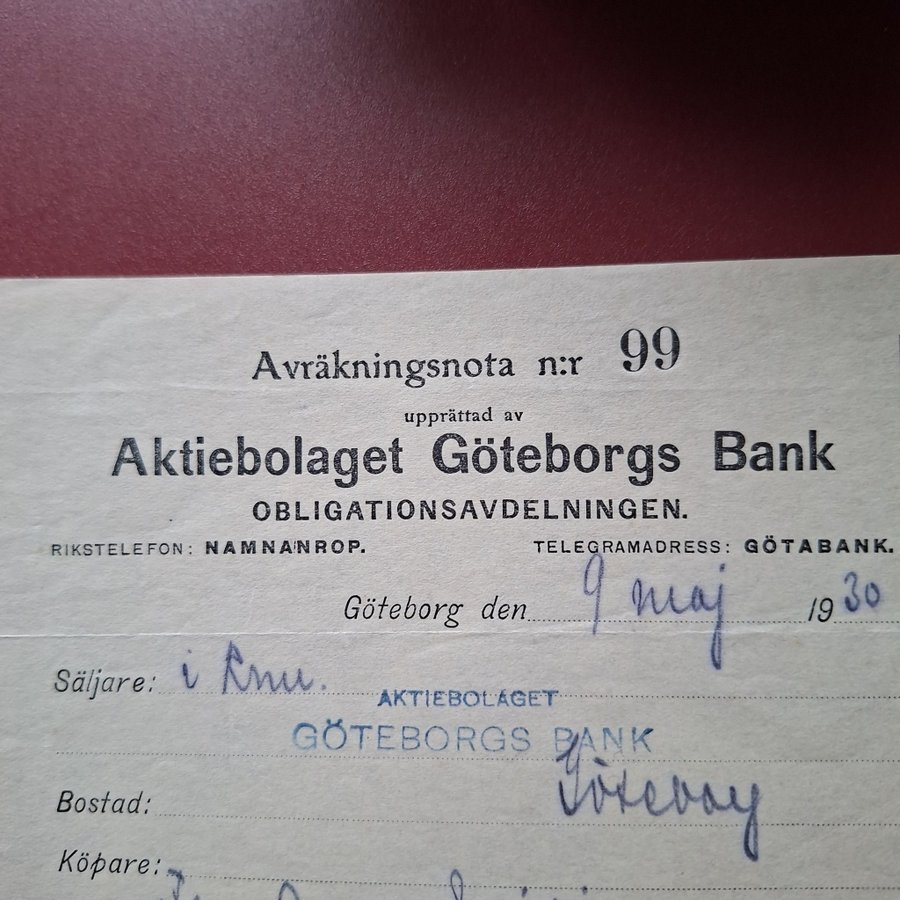 Avräkningsnota n:r 99
upprättad av
Aktiebolaget Göteborgs Bank
OBLIGATIONSAVDELNINGEN.
RIKSTELEFON: NAMNANROP. TELEGRAMADRESS: GÖTABANK.
Göteborg den 9 maj 1930
Säljare: i
AKTIEBOLAGET
GÖTEBORGS BANK
Bostad: Göteborg
Köpare: